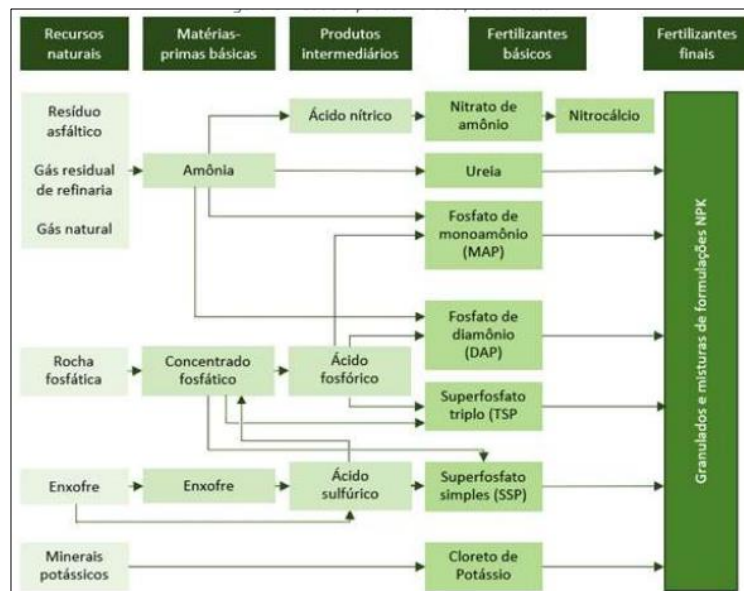 Recursos
naturais
Matérias-
primas básicas
Produtos
intermediários
Fertilizantes
básicos
Fertilizantes
finais
Resíduo
asfáltico
Gás residual
de refinaria
Gás natural
Amônia
Ácido nítrico
Nitrato de
amônio
Nitrocálcio
Ureia
Fosfato de
monoamônio
(MAP)
Fosfato de
diamônio
(DAP)
Rocha
fosfática
Concentrado
fosfático
Ácido
fosfórico
Superfosfato
triplo (TSP
Enxofre
Enxofre
Ácido
sulfúrico
Superfosfato
simples (SSP)
Minerais
potássicos
Cloreto de
Potássio
Granulados e misturas de formulações NPK